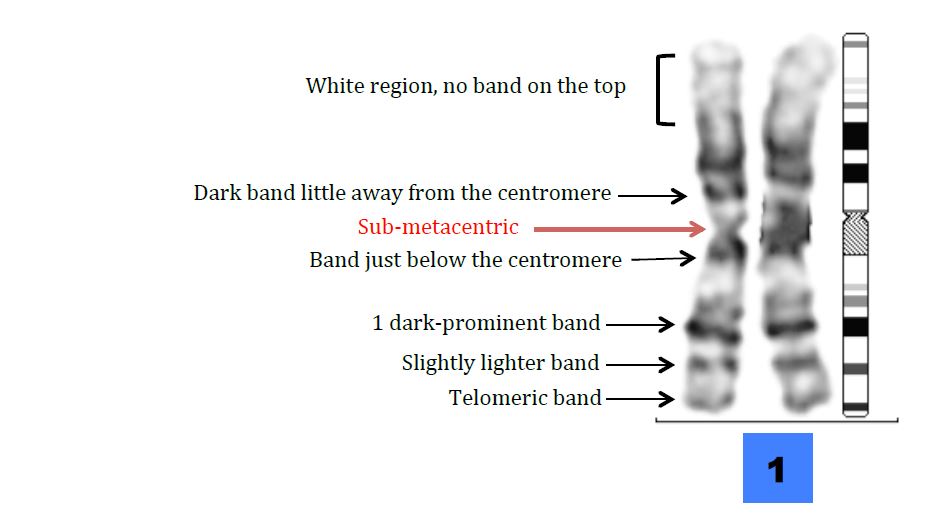 White region, no band on the top
Dark band little away from the centromere
Sub-metacentric
Band just below the centromere
1 dark-prominent band
Slightly lighter band
Telomeric band
1